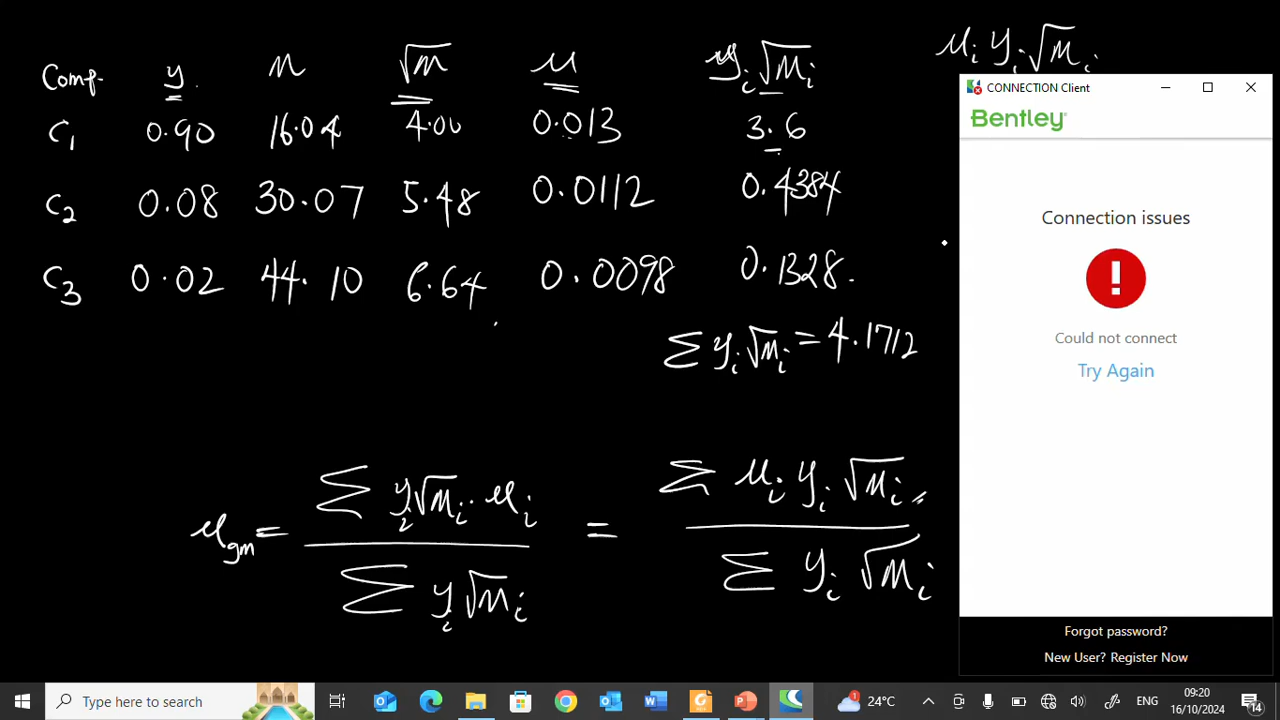 Comp. y M √M μ yᵢ√Mᵢ μᵢ yᵢ √Mᵢ
C₁ 0.90 16.04 4.00 0.013 3.6
C₂ 0.08 30.07 5.48 0.0112 0.4384
C₃ 0.02 44.10 6.64 0.0098 0.1328.
Σ yᵢ√Mᵢ = 4.1712
μgm = Σ yᵢ√Mᵢ · μᵢ / Σ yᵢ√Mᵢ = Σ μᵢ yᵢ √Mᵢ / Σ yᵢ √Mᵢ
CONNECTION Client
Bentley
Connection issues
Could not connect
Try Again
Forgot password?
New User? Register Now
Type here to search
24°C
ENG
09:20
16/10/2024
14